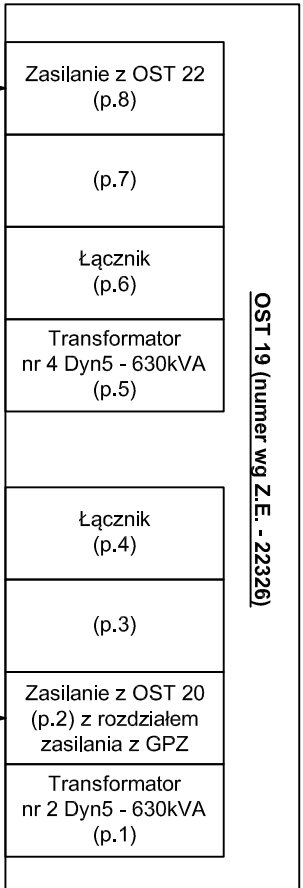 Zasilanie z OST 22
(p.8)
(p.7)
Łącznik
(p.6)
Transformator
nr 4 Dyn5 - 630kVA
(p.5)
Łącznik
(p.4)
(p.3)
Zasilanie z OST 20
(p.2) z rozdziałem
zasilania z GPZ
Transformator
nr 2 Dyn5 - 630kVA
(p.1)
OST 19 (numer wg Z.E. - 22326)